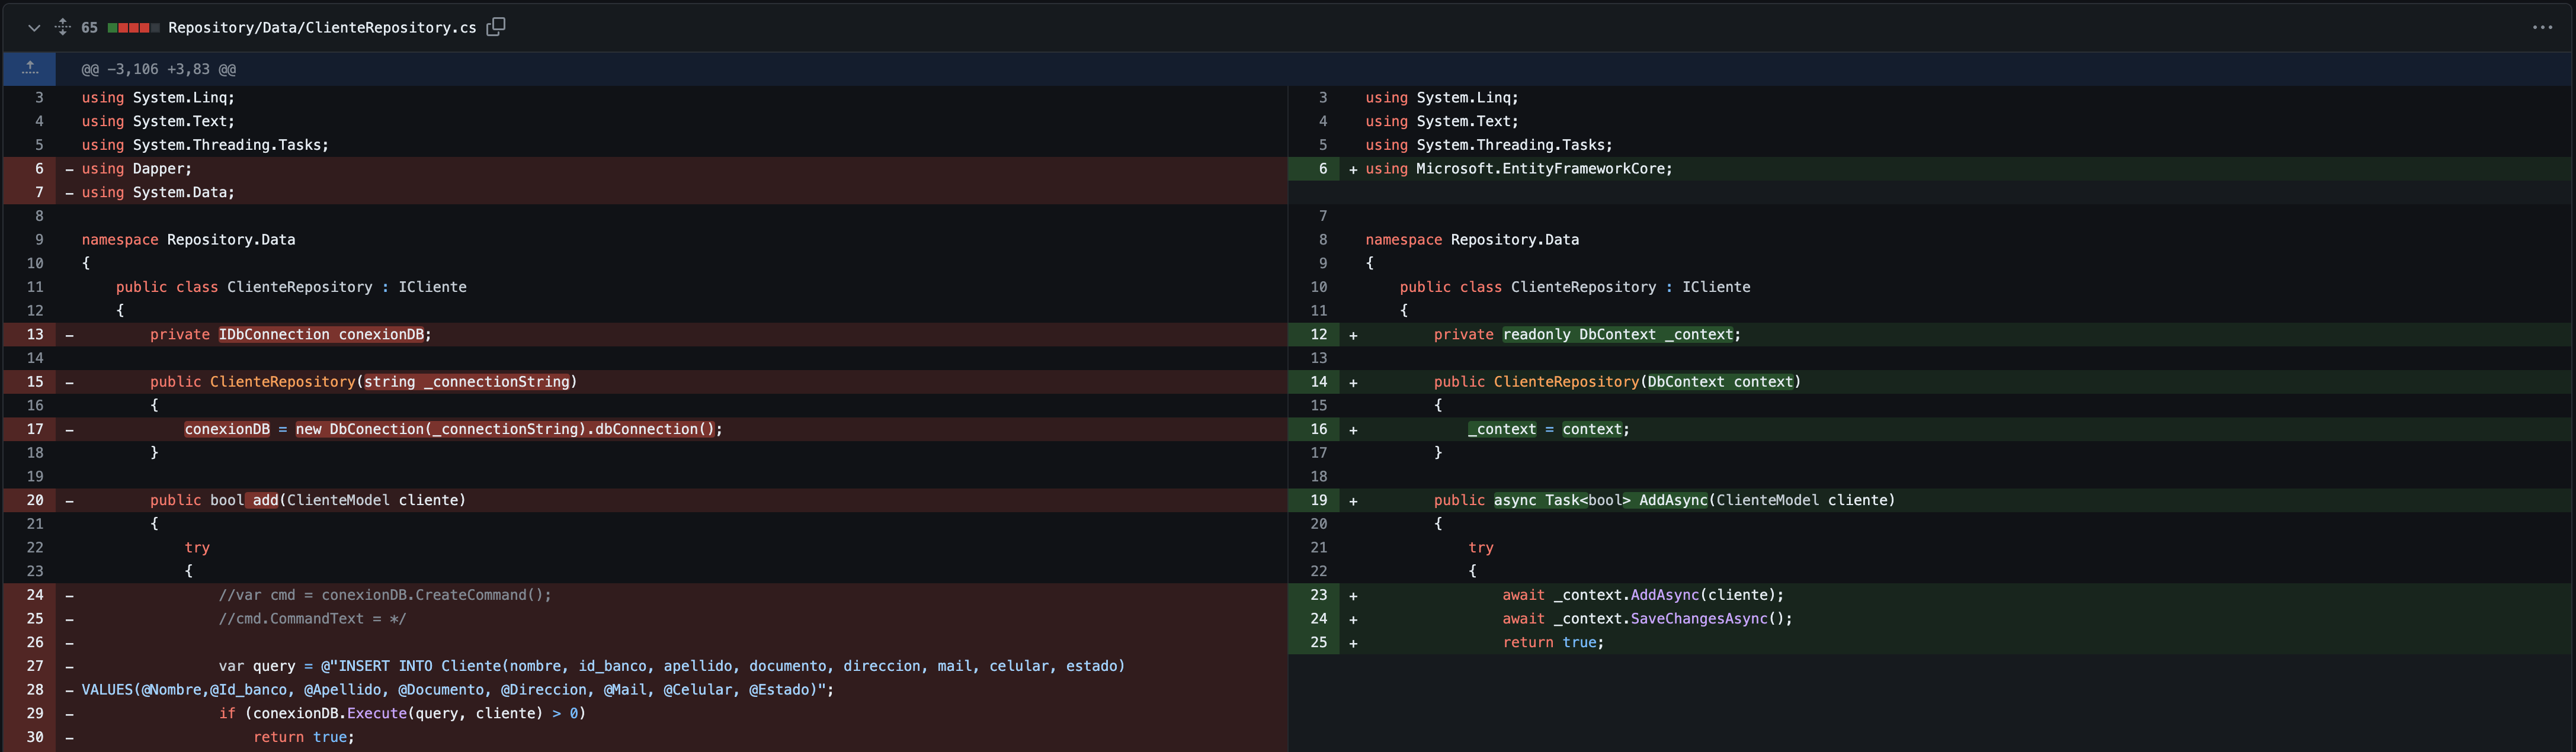 65 Repository/Data/ClienteRepository.cs
@@ -3,106 +3,83 @@
3 using System.Linq;
4 using System.Text;
5 using System.Threading.Tasks;
6 - using Dapper;
7 - using System.Data;
8
9 namespace Repository.Data
10 {
11 public class ClienteRepository : ICliente
12 {
13 - private IDbConnection conexionDB;
14
15 - public ClienteRepository(string _connectionString)
16 {
17 - conexionDB = new DbConection(_connectionString).dbConnection();
18 }
19
20 - public bool add(ClienteModel cliente)
21 {
22 try
23 {
24 - //var cmd = conexionDB.CreateCommand();
25 - //cmd.CommandText = */
26 -
27 - var query = @"INSERT INTO Cliente(nombre, id_banco, apellido, documento, direccion, mail, celular, estado)
28 - VALUES(@Nombre,@Id_banco, @Apellido, @Documento, @Direccion, @Mail, @Celular, @Estado)";
29 - if (conexionDB.Execute(query, cliente) > 0)
30 - return true;
3 using System.Linq;
4 using System.Text;
5 using System.Threading.Tasks;
6 + using Microsoft.EntityFrameworkCore;
7
8 namespace Repository.Data
9 {
10 public class ClienteRepository : ICliente
11 {
12 + private readonly DbContext _context;
13
14 + public ClienteRepository(DbContext context)
15 {
16 + _context = context;
17 }
18
19 + public async Task<bool> AddAsync(ClienteModel cliente)
20 {
21 try
22 {
23 + await _context.AddAsync(cliente);
24 + await _context.SaveChangesAsync();
25 + return true;